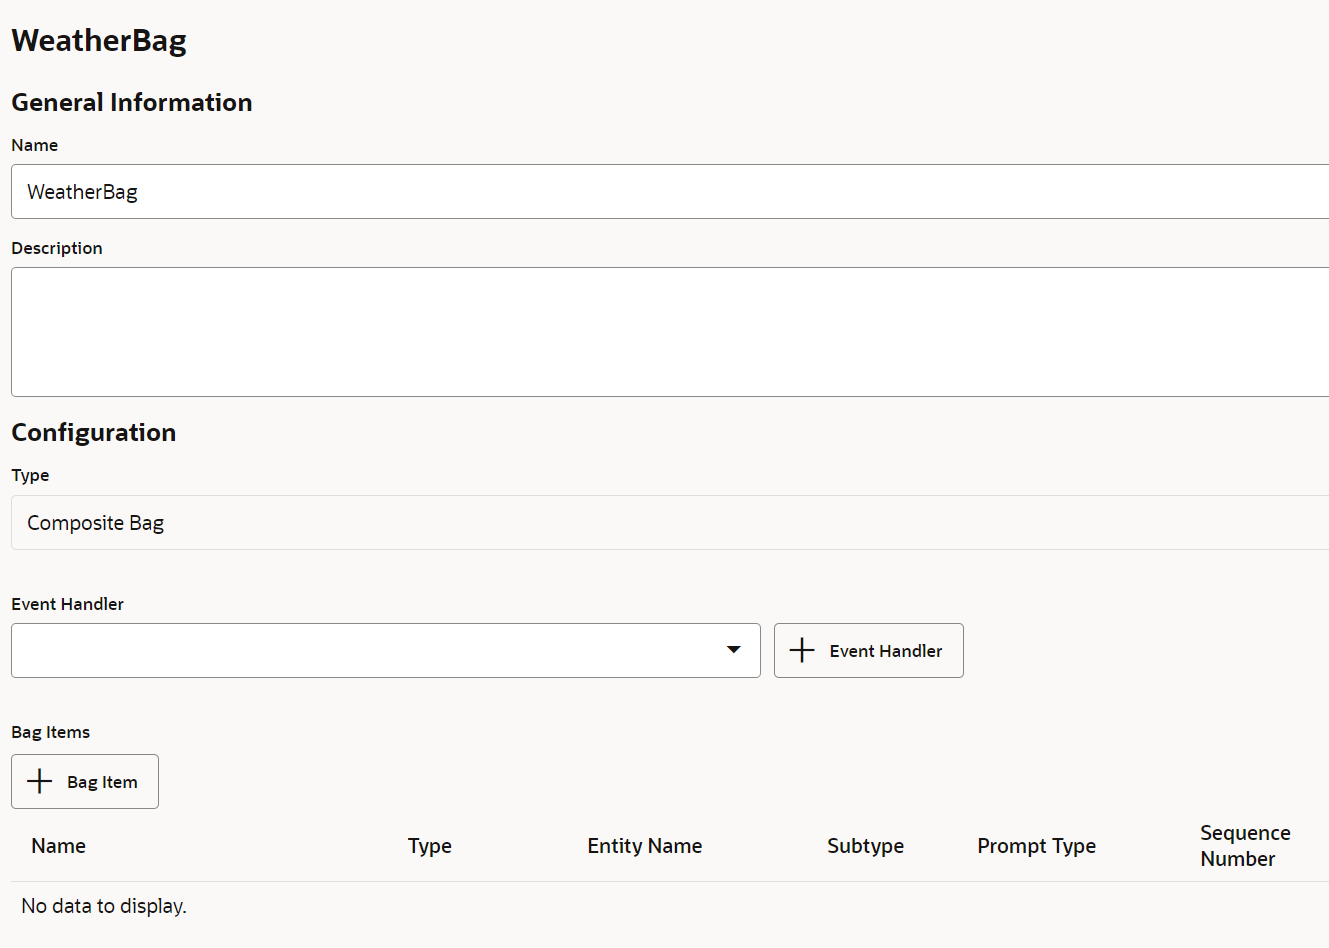 WeatherBag
General Information
Name
WeatherBag
Description
Configuration
Type
Composite Bag
Event Handler
Event Handler
Bag Items
Bag Item
Name Type Entity Name Subtype Prompt Type Sequence Number
No data to display.